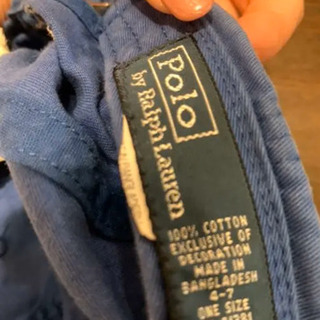 Polo
by Ralph Lauren
100% COTTON
EXCLUSIVE OF
DECORATION
MADE IN
BANGLADESH
4-7
ONE SIZE